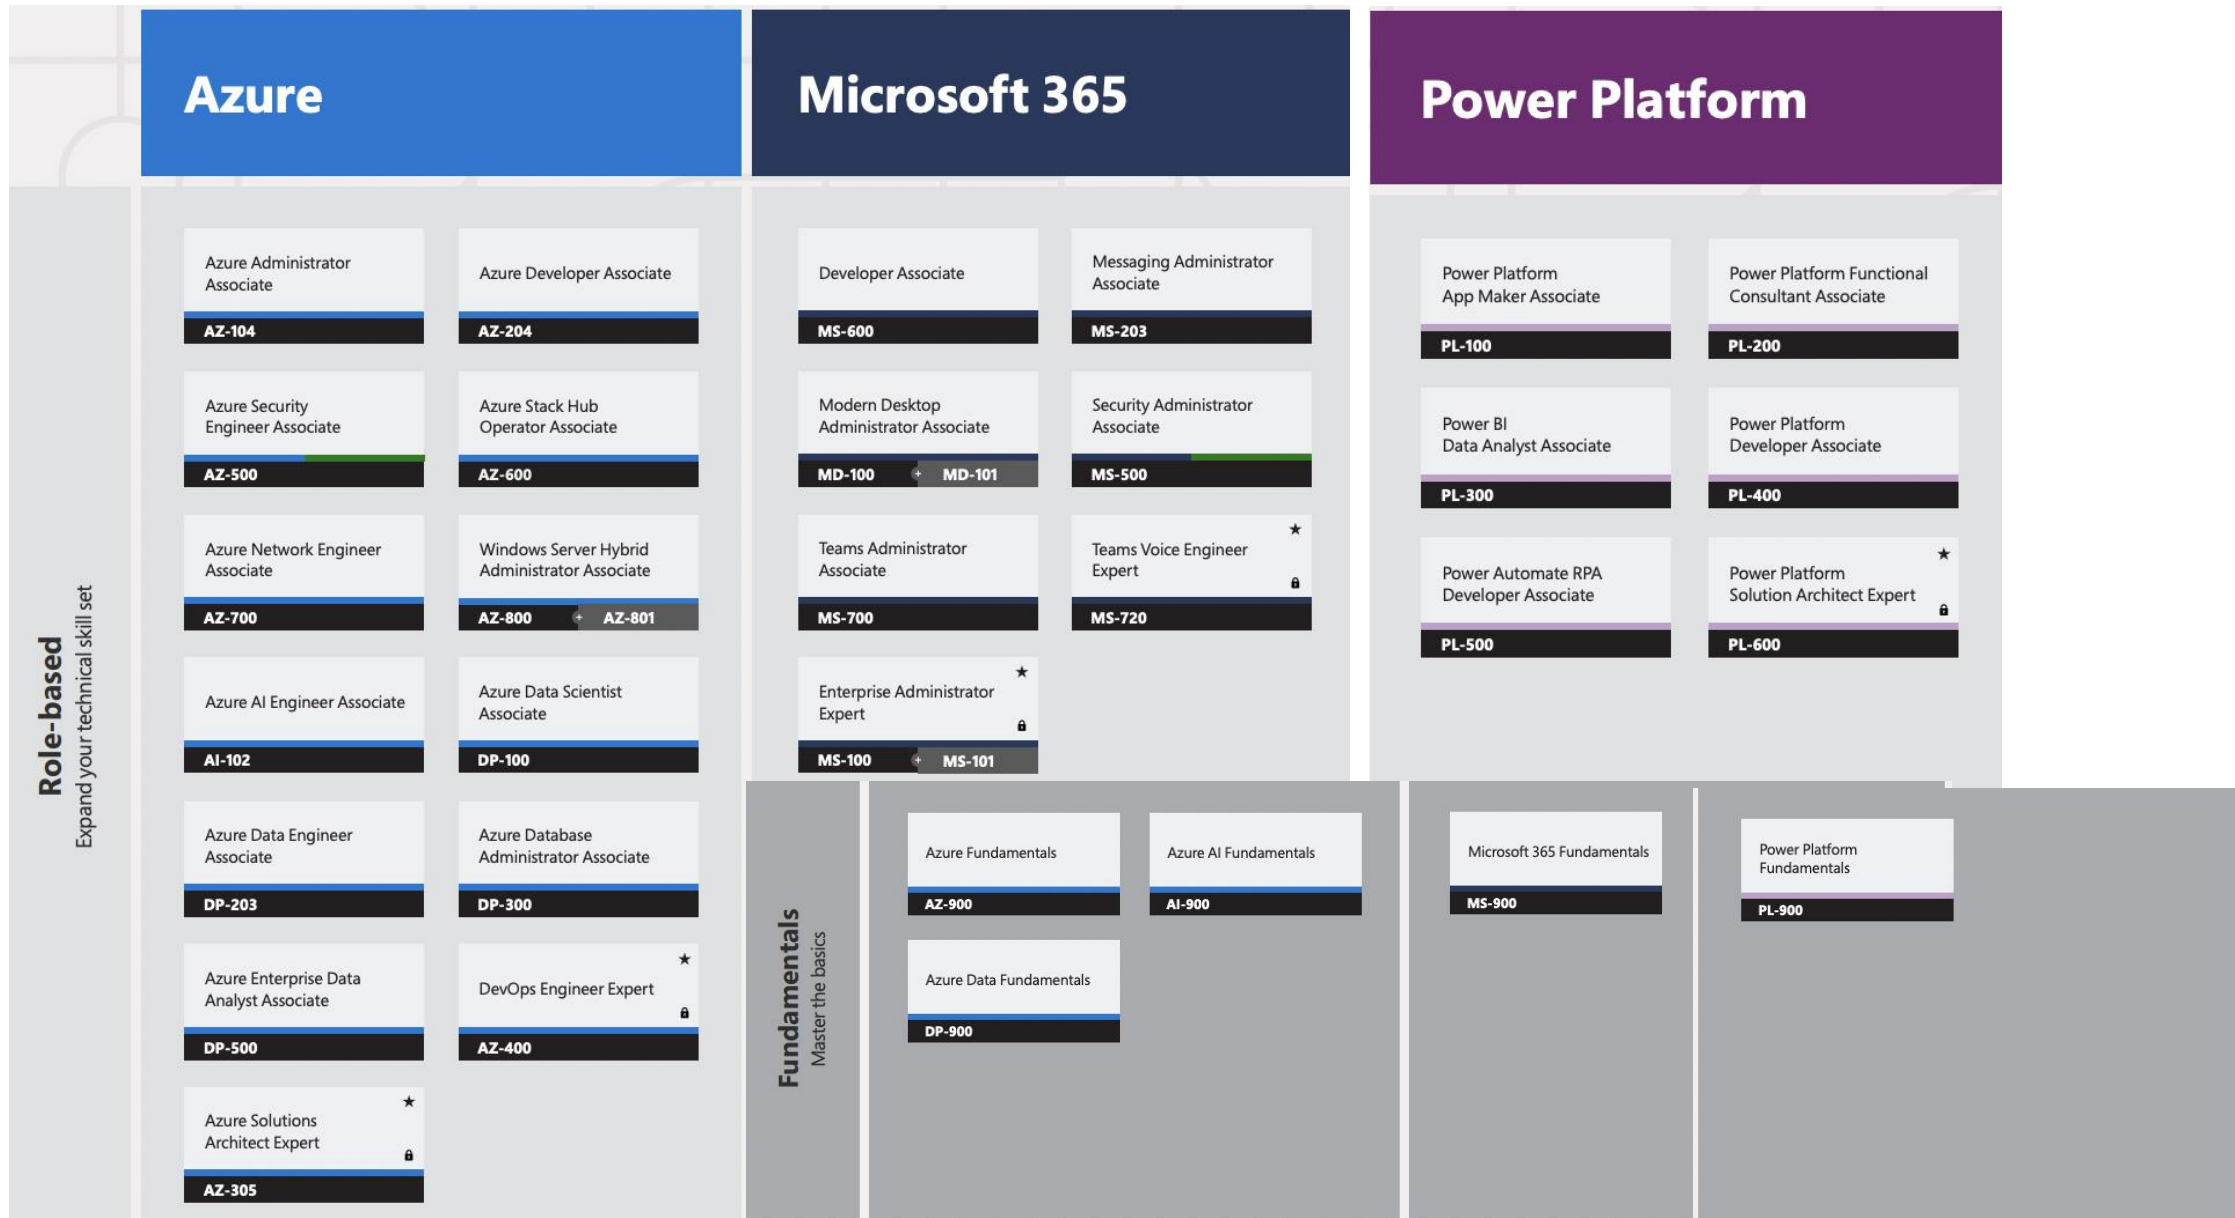 Azure
Microsoft 365
Power Platform
Role-based
Expand your technical skill set
Azure Administrator
Associate
AZ-104
Azure Developer Associate
AZ-204
Azure Security
Engineer Associate
AZ-500
Azure Stack Hub
Operator Associate
AZ-600
Azure Network Engineer
Associate
AZ-700
Windows Server Hybrid
Administrator Associate
AZ-800 + AZ-801
Azure AI Engineer Associate
AI-102
Azure Data Scientist
Associate
DP-100
Azure Data Engineer
Associate
DP-203
Azure Database
Administrator Associate
DP-300
Azure Enterprise Data
Analyst Associate
DP-500
DevOps Engineer Expert
AZ-400
Azure Solutions
Architect Expert
AZ-305
Developer Associate
MS-600
Messaging Administrator
Associate
MS-203
Modern Desktop
Administrator Associate
MD-100 + MD-101
Security Administrator
Associate
MS-500
Teams Administrator
Associate
MS-700
Teams Voice Engineer
Expert
MS-720
Enterprise Administrator
Expert
MS-100 + MS-101
Power Platform
App Maker Associate
PL-100
Power Platform Functional
Consultant Associate
PL-200
Power BI
Data Analyst Associate
PL-300
Power Platform
Developer Associate
PL-400
Power Automate RPA
Developer Associate
PL-500
Power Platform
Solution Architect Expert
PL-600
Fundamentals
Master the basics
Azure Fundamentals
AZ-900
Azure AI Fundamentals
AI-900
Azure Data Fundamentals
DP-900
Microsoft 365 Fundamentals
MS-900
Power Platform
Fundamentals
PL-900